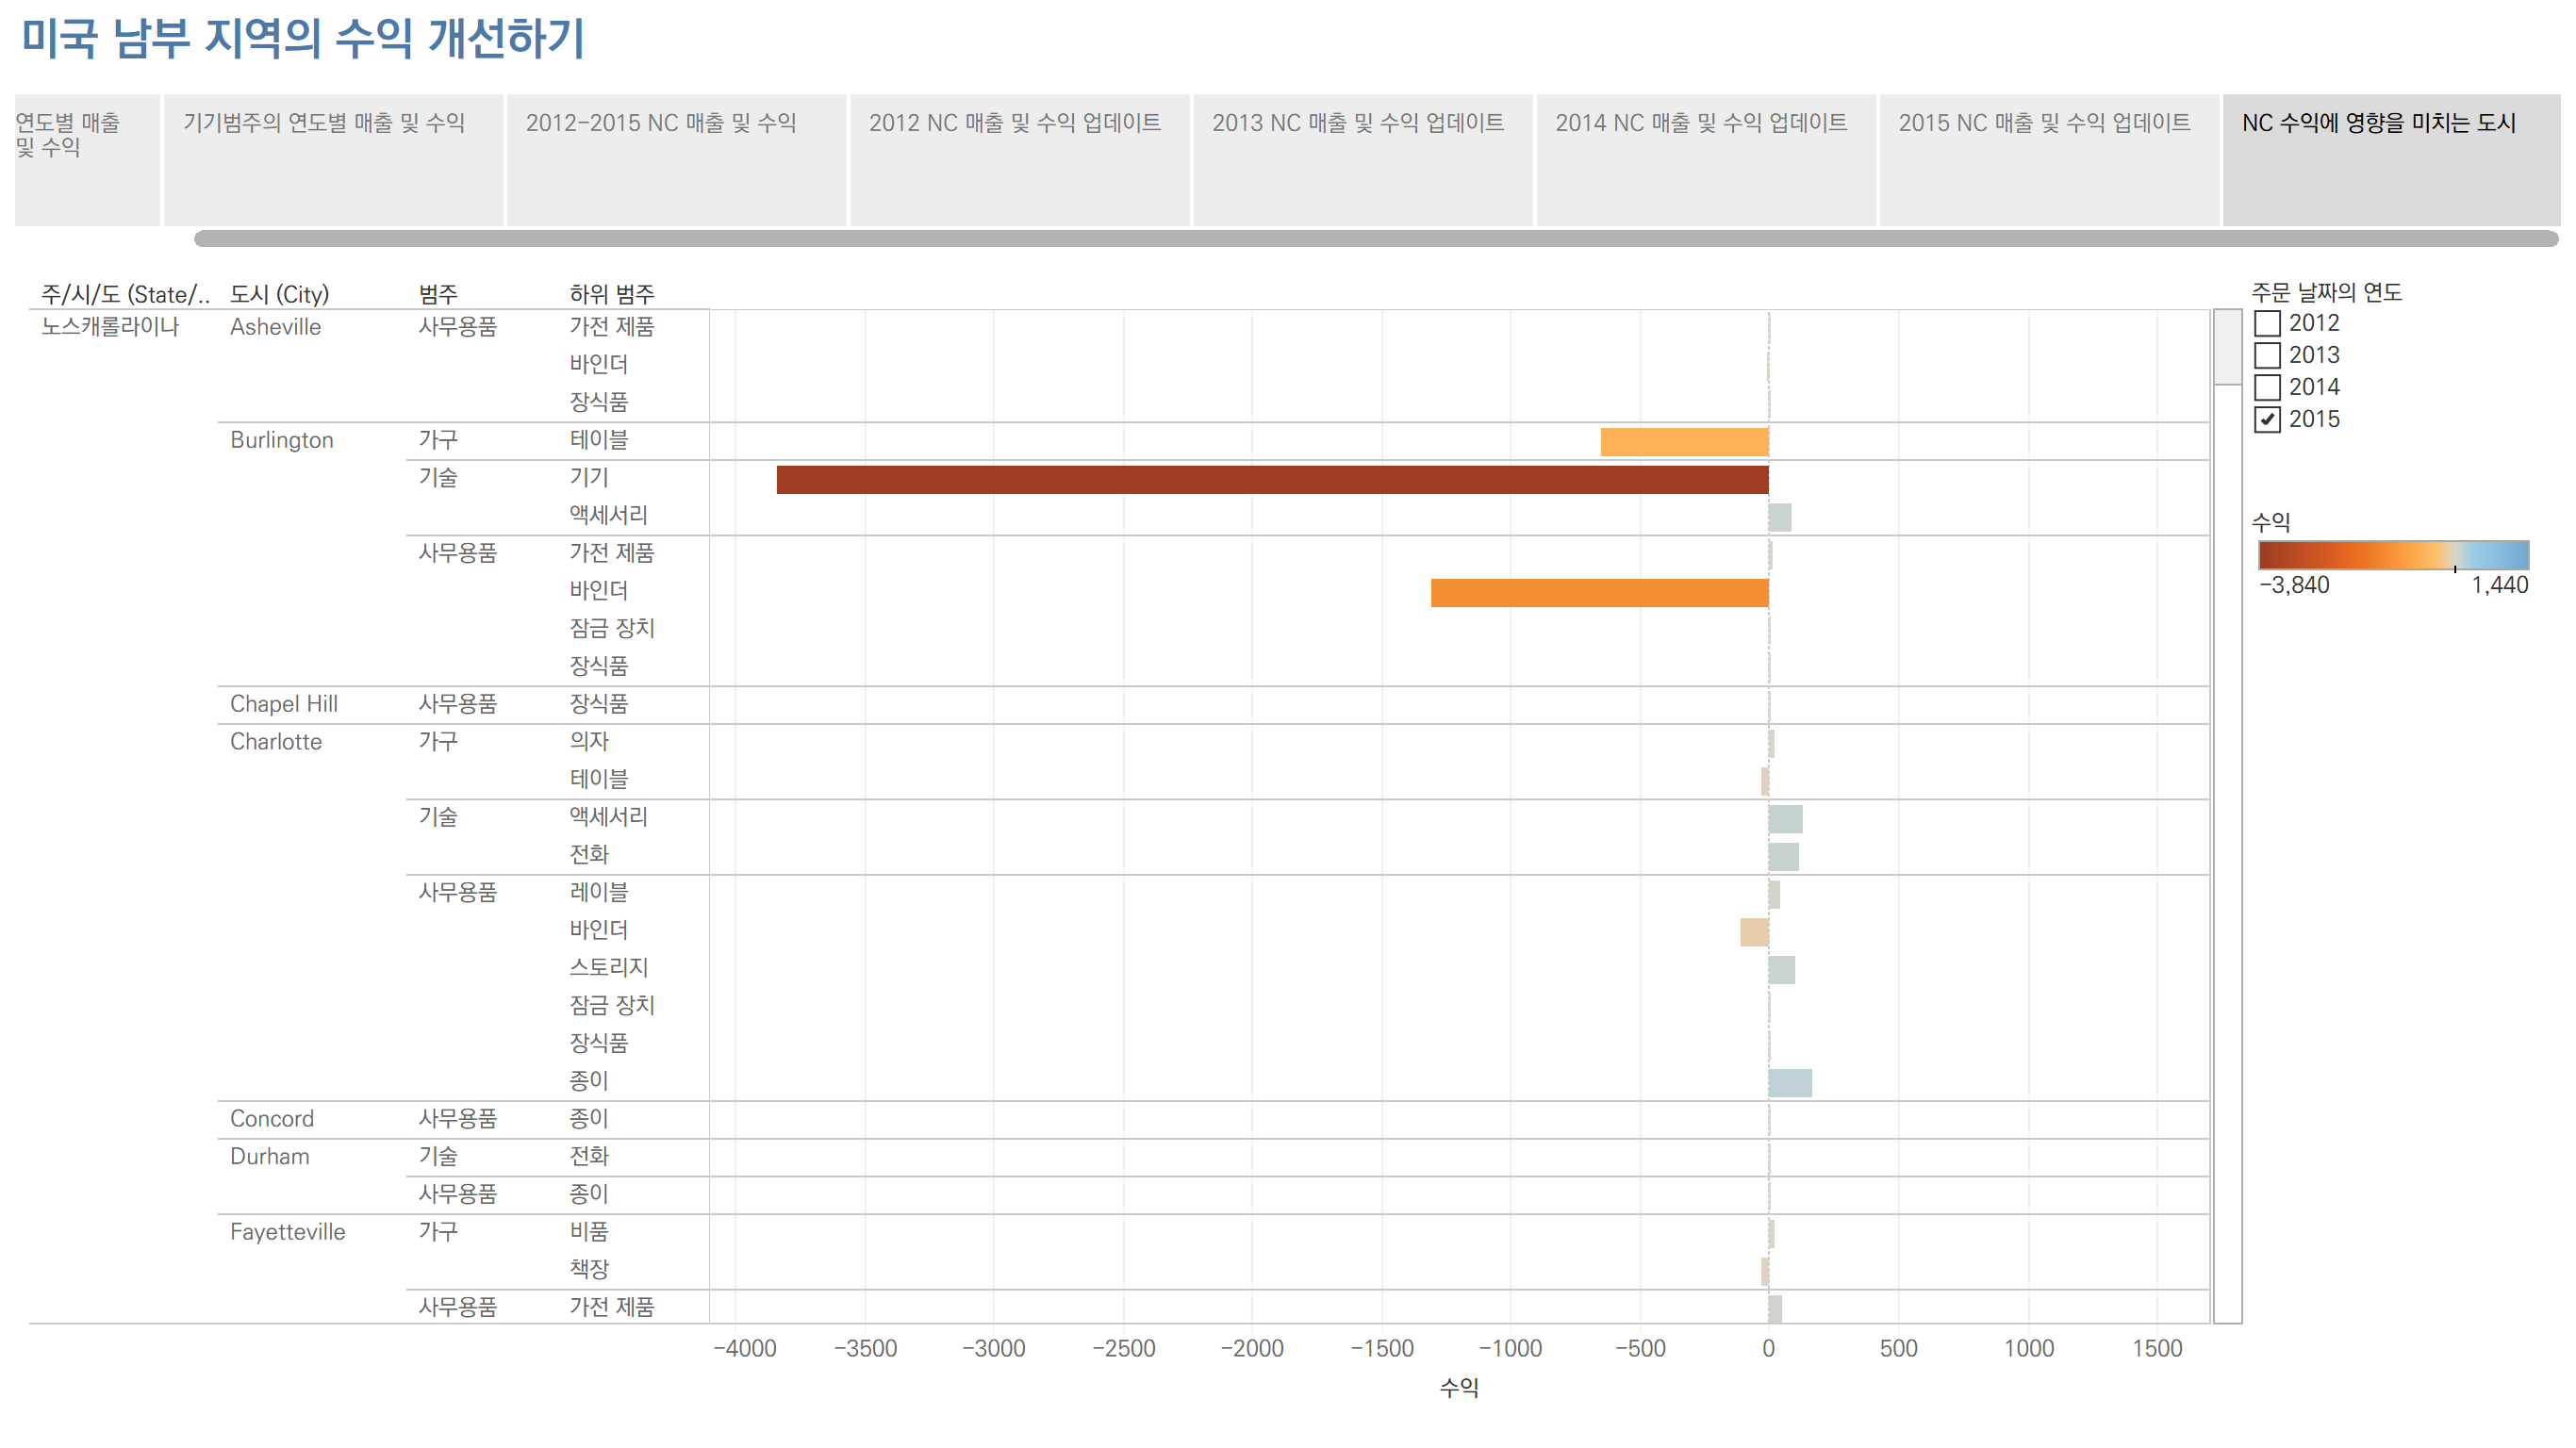 미국 남부 지역의 수익 개선하기
연도별 매출
및 수익
기기범주의 연도별 매출 및 수익
2012-2015 NC 매출 및 수익
2012 NC 매출 및 수익 업데이트
2013 NC 매출 및 수익 업데이트
2014 NC 매출 및 수익 업데이트
2015 NC 매출 및 수익 업데이트
NC 수익에 영향을 미치는 도시
주/시/도 (State/.. 도시 (City) 범주 하위 범주
노스캐롤라이나 Asheville 사무용품 가전 제품
바인더
장식품
Burlington 가구 테이블
기술 기기
액세서리
사무용품 가전 제품
바인더
잠금 장치
장식품
Chapel Hill 사무용품 장식품
Charlotte 가구 의자
테이블
기술 액세서리
전화
사무용품 레이블
바인더
스토리지
잠금 장치
장식품
종이
Concord 사무용품 종이
Durham 기술 전화
사무용품 종이
Fayetteville 가구 비품
책장
사무용품 가전 제품
-4000 -3500 -3000 -2500 -2000 -1500 -1000 -500 0 500 1000 1500
수익
주문 날짜의 연도
2012
2013
2014
2015
수익
-3,840 1,440